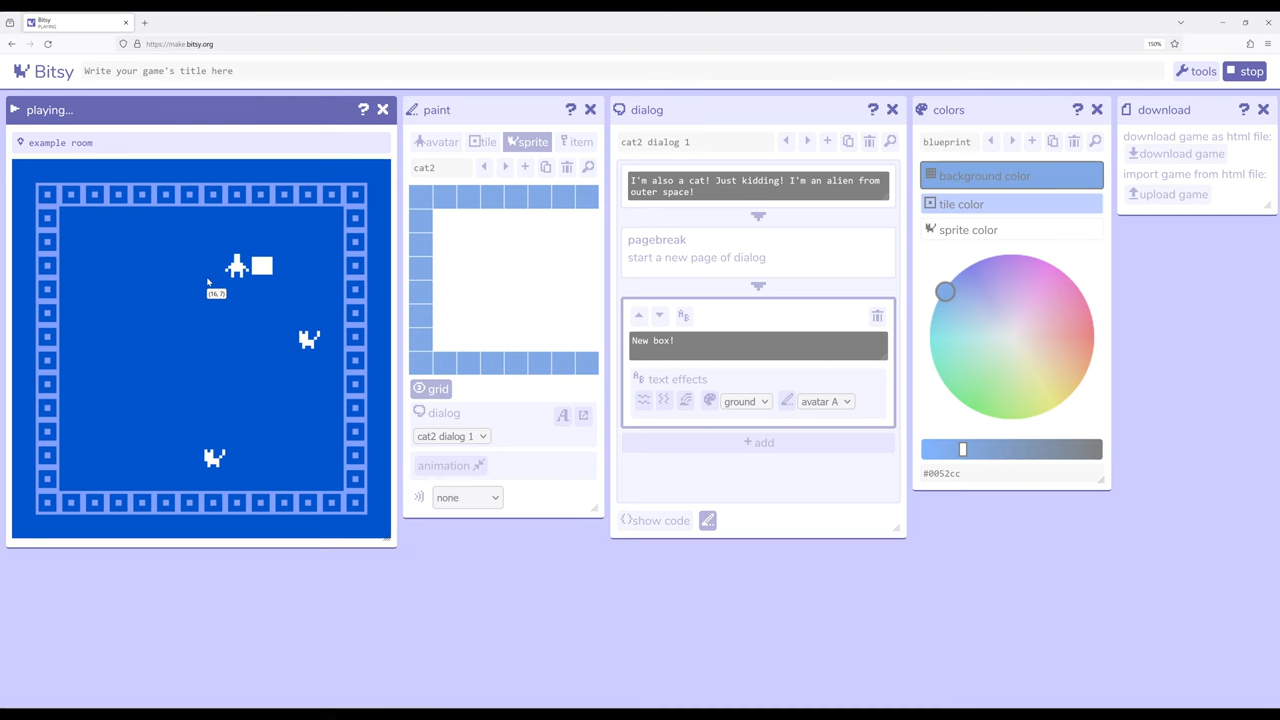 Bitsy
PLAYING
https://make.bitsy.org
150%
Bitsy
Write your game's title here
tools
stop
playing...
example room
(16, 7)
paint
avatar
tile
sprite
item
cat2
grid
dialog
cat2 dialog 1
animation
none
dialog
cat2 dialog 1
I'm also a cat! Just kidding! I'm an alien from
outer space!
pagebreak
start a new page of dialog
New box!
text effects
ground
avatar A
+ add
show code
colors
blueprint
background color
tile color
sprite color
#0052cc
download
download game as html file:
download game
import game from html file:
upload game